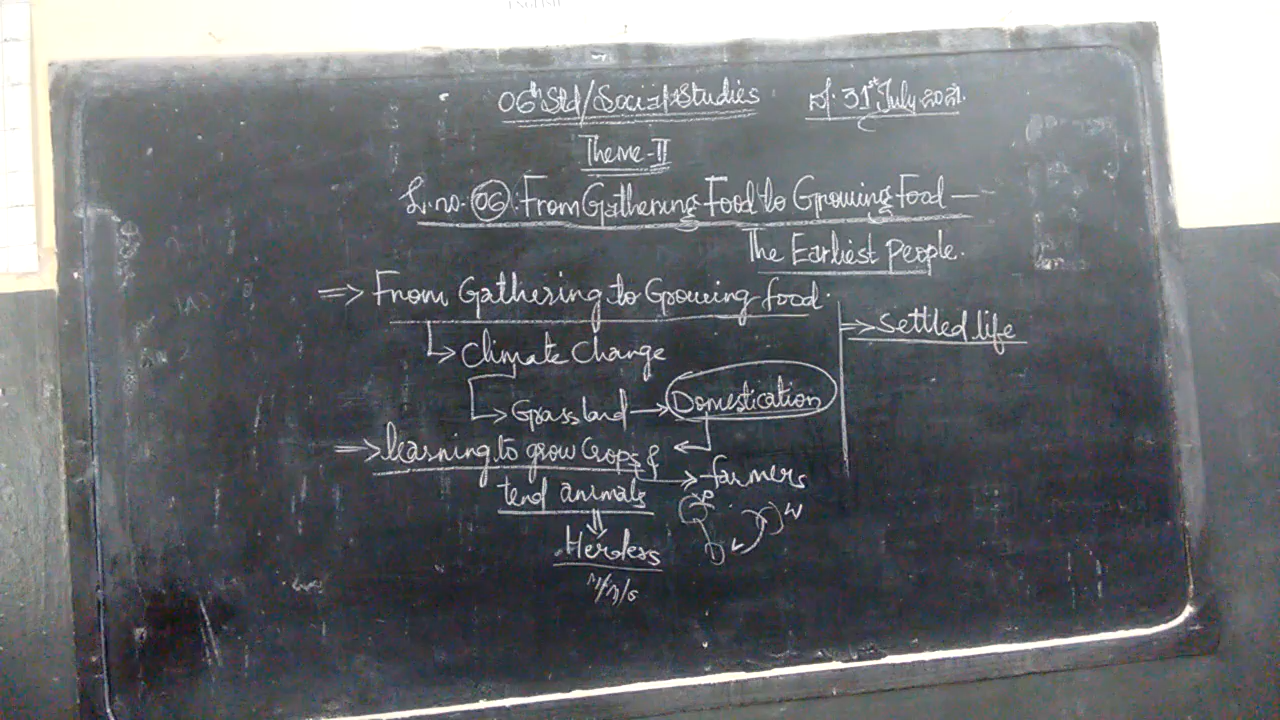 06th Std/Social Studies
Dt. 31st July 2021.
Theme-II
L.no. 06: From Gathering Food to Growing Food —
The Earliest People.
⇒ From Gathering to Growing food.
↳ Climate Change
↳ Grassland → Domestication
⇒ learning to grow Crops &
→ farmers
tend animals
⇓
Herders
⇒ Settled life